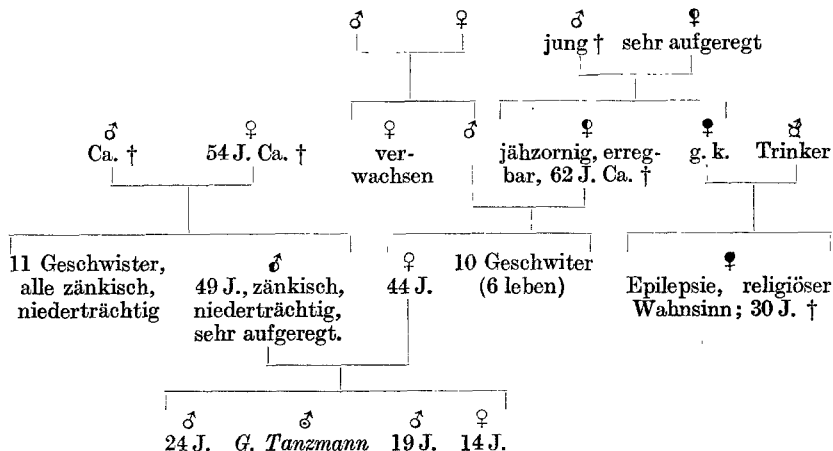 ♂ ♀ ♂ ♀
jung † sehr aufgeregt
♂ ♀ ♀ ♂ ♀ ♀ ♂
Ca. † 54 J. Ca. † ver- jähzornig, erreg- g. k. Trinker
wachsen bar, 62 J. Ca. †
11 Geschwister, ♂ ♀ 10 Geschwiter ♀
alle zänkisch, 49 J., zänkisch, 44 J. (6 leben) Epilepsie, religiöser
niederträchtig niederträchtig, Wahnsinn; 30 J. †
sehr aufgeregt.
♂ ♂ ♂ ♀
24 J. G. Tanzmann 19 J. 14 J.